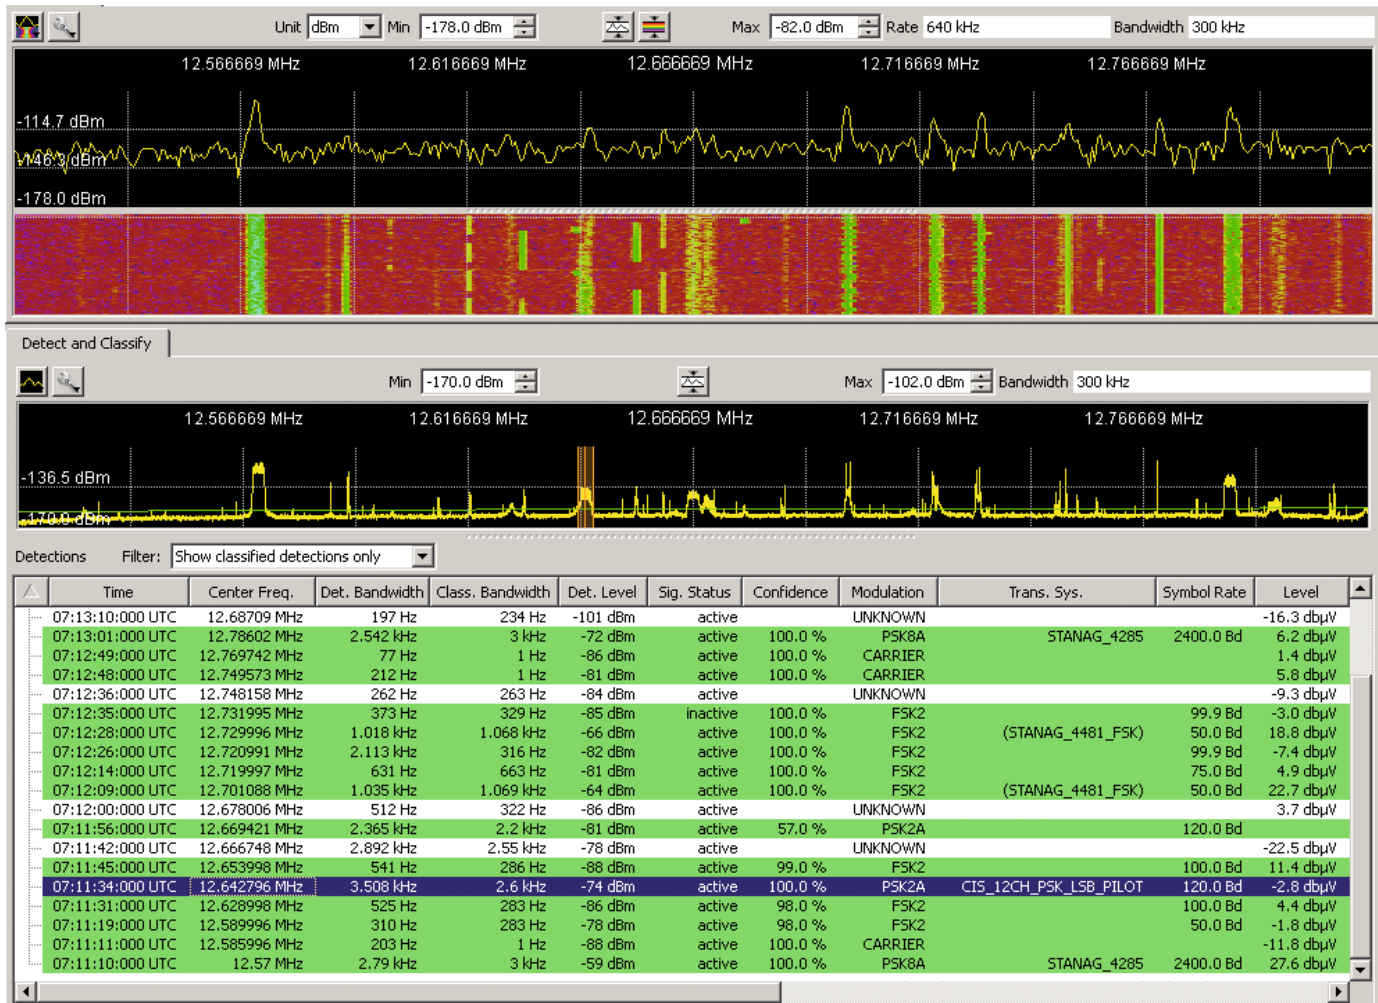 Unit dBm Min -178.0 dBm Max -82.0 dBm Rate 640 kHz Bandwidth 300 kHz
12.566669 MHz 12.616669 MHz 12.666669 MHz 12.716669 MHz 12.766669 MHz
-114.7 dBm
-146.3 dBm
-178.0 dBm
Detect and Classify
Min -170.0 dBm Max -102.0 dBm Bandwidth 300 kHz
12.566669 MHz 12.616669 MHz 12.666669 MHz 12.716669 MHz 12.766669 MHz
-136.5 dBm
-170.0 dBm
Detections Filter: Show classified detections only
Time Center Freq. Det. Bandwidth Class. Bandwidth Det. Level Sig. Status Confidence Modulation Trans. Sys. Symbol Rate Level
07:13:10:000 UTC 12.68709 MHz 197 Hz 234 Hz -101 dBm active UNKNOWN -16.3 dbµV
07:13:01:000 UTC 12.78602 MHz 2.542 kHz 3 kHz -72 dBm active 100.0 % PSK8A STANAG_4285 2400.0 Bd 6.2 dbµV
07:12:49:000 UTC 12.769742 MHz 77 Hz 1 Hz -86 dBm active 100.0 % CARRIER 1.4 dbµV
07:12:48:000 UTC 12.749573 MHz 212 Hz 1 Hz -81 dBm active 100.0 % CARRIER 5.8 dbµV
07:12:36:000 UTC 12.748158 MHz 262 Hz 263 Hz -84 dBm active UNKNOWN -9.3 dbµV
07:12:35:000 UTC 12.731995 MHz 373 Hz 329 Hz -85 dBm inactive 100.0 % FSK2 99.9 Bd -3.0 dbµV
07:12:28:000 UTC 12.729996 MHz 1.018 kHz 1.068 kHz -66 dBm active 100.0 % FSK2 (STANAG_4481_FSK) 50.0 Bd 18.8 dbµV
07:12:26:000 UTC 12.720991 MHz 2.113 kHz 316 Hz -82 dBm active 100.0 % FSK2 99.9 Bd -7.4 dbµV
07:12:14:000 UTC 12.719997 MHz 631 Hz 663 Hz -81 dBm active 100.0 % FSK2 75.0 Bd 4.9 dbµV
07:12:09:000 UTC 12.701088 MHz 1.035 kHz 1.069 kHz -64 dBm active 100.0 % FSK2 (STANAG_4481_FSK) 50.0 Bd 22.7 dbµV
07:12:00:000 UTC 12.678006 MHz 512 Hz 322 Hz -86 dBm active UNKNOWN 3.7 dbµV
07:11:56:000 UTC 12.669421 MHz 2.365 kHz 2.2 kHz -81 dBm active 57.0 % PSK2A 120.0 Bd
07:11:42:000 UTC 12.666748 MHz 2.892 kHz 2.55 kHz -78 dBm active UNKNOWN -22.5 dbµV
07:11:45:000 UTC 12.653998 MHz 541 Hz 286 Hz -88 dBm active 99.0 % FSK2 100.0 Bd 11.4 dbµV
07:11:34:000 UTC 12.642796 MHz 3.508 kHz 2.6 kHz -74 dBm active 100.0 % PSK2A CIS_12CH_PSK_LSB_PILOT 120.0 Bd -2.8 dbµV
07:11:31:000 UTC 12.628998 MHz 525 Hz 283 Hz -86 dBm active 98.0 % FSK2 100.0 Bd 4.4 dbµV
07:11:19:000 UTC 12.589996 MHz 310 Hz 283 Hz -78 dBm active 98.0 % FSK2 50.0 Bd -1.8 dbµV
07:11:11:000 UTC 12.585996 MHz 203 Hz 1 Hz -88 dBm active 100.0 % CARRIER -11.8 dbµV
07:11:10:000 UTC 12.57 MHz 2.79 kHz 3 kHz -59 dBm active 100.0 % PSK8A STANAG_4285 2400.0 Bd 27.6 dbµV